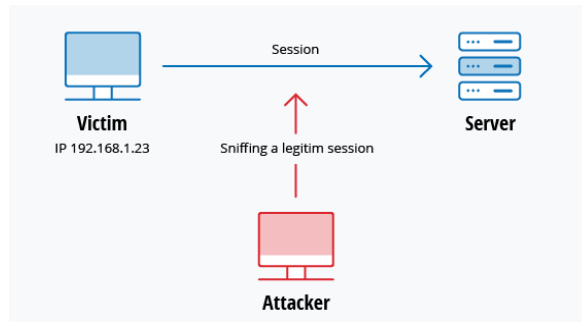 Session
Victim
Server
IP 192.168.1.23
Sniffing a legitim session
Attacker